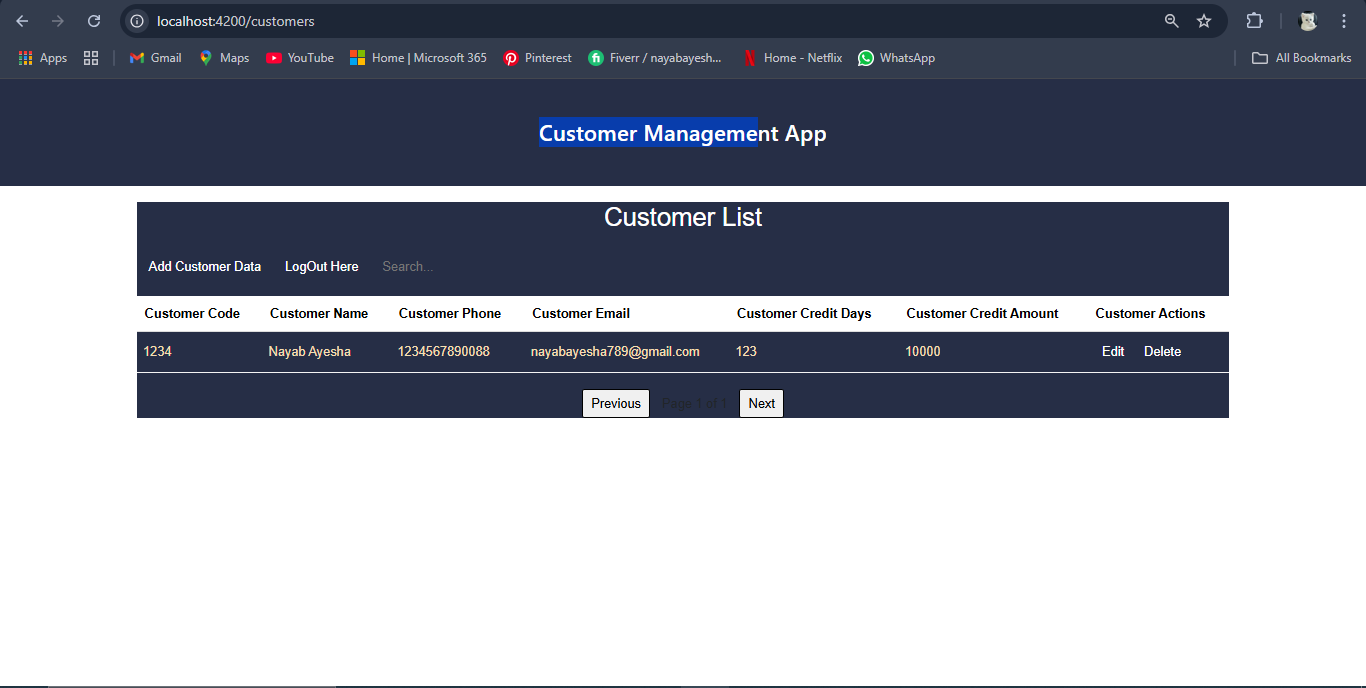 localhost:4200/customers
Apps Gmail Maps YouTube Home | Microsoft 365 Pinterest Fiverr / nayabayesh... Home - Netflix WhatsApp All Bookmarks
Customer Management App
Customer List
Add Customer Data LogOut Here Search...
Customer Code Customer Name Customer Phone Customer Email Customer Credit Days Customer Credit Amount Customer Actions
1234 Nayab Ayesha 1234567890088 nayabayesha789@gmail.com 123 10000 Edit Delete
Previous Page 1 of 1 Next